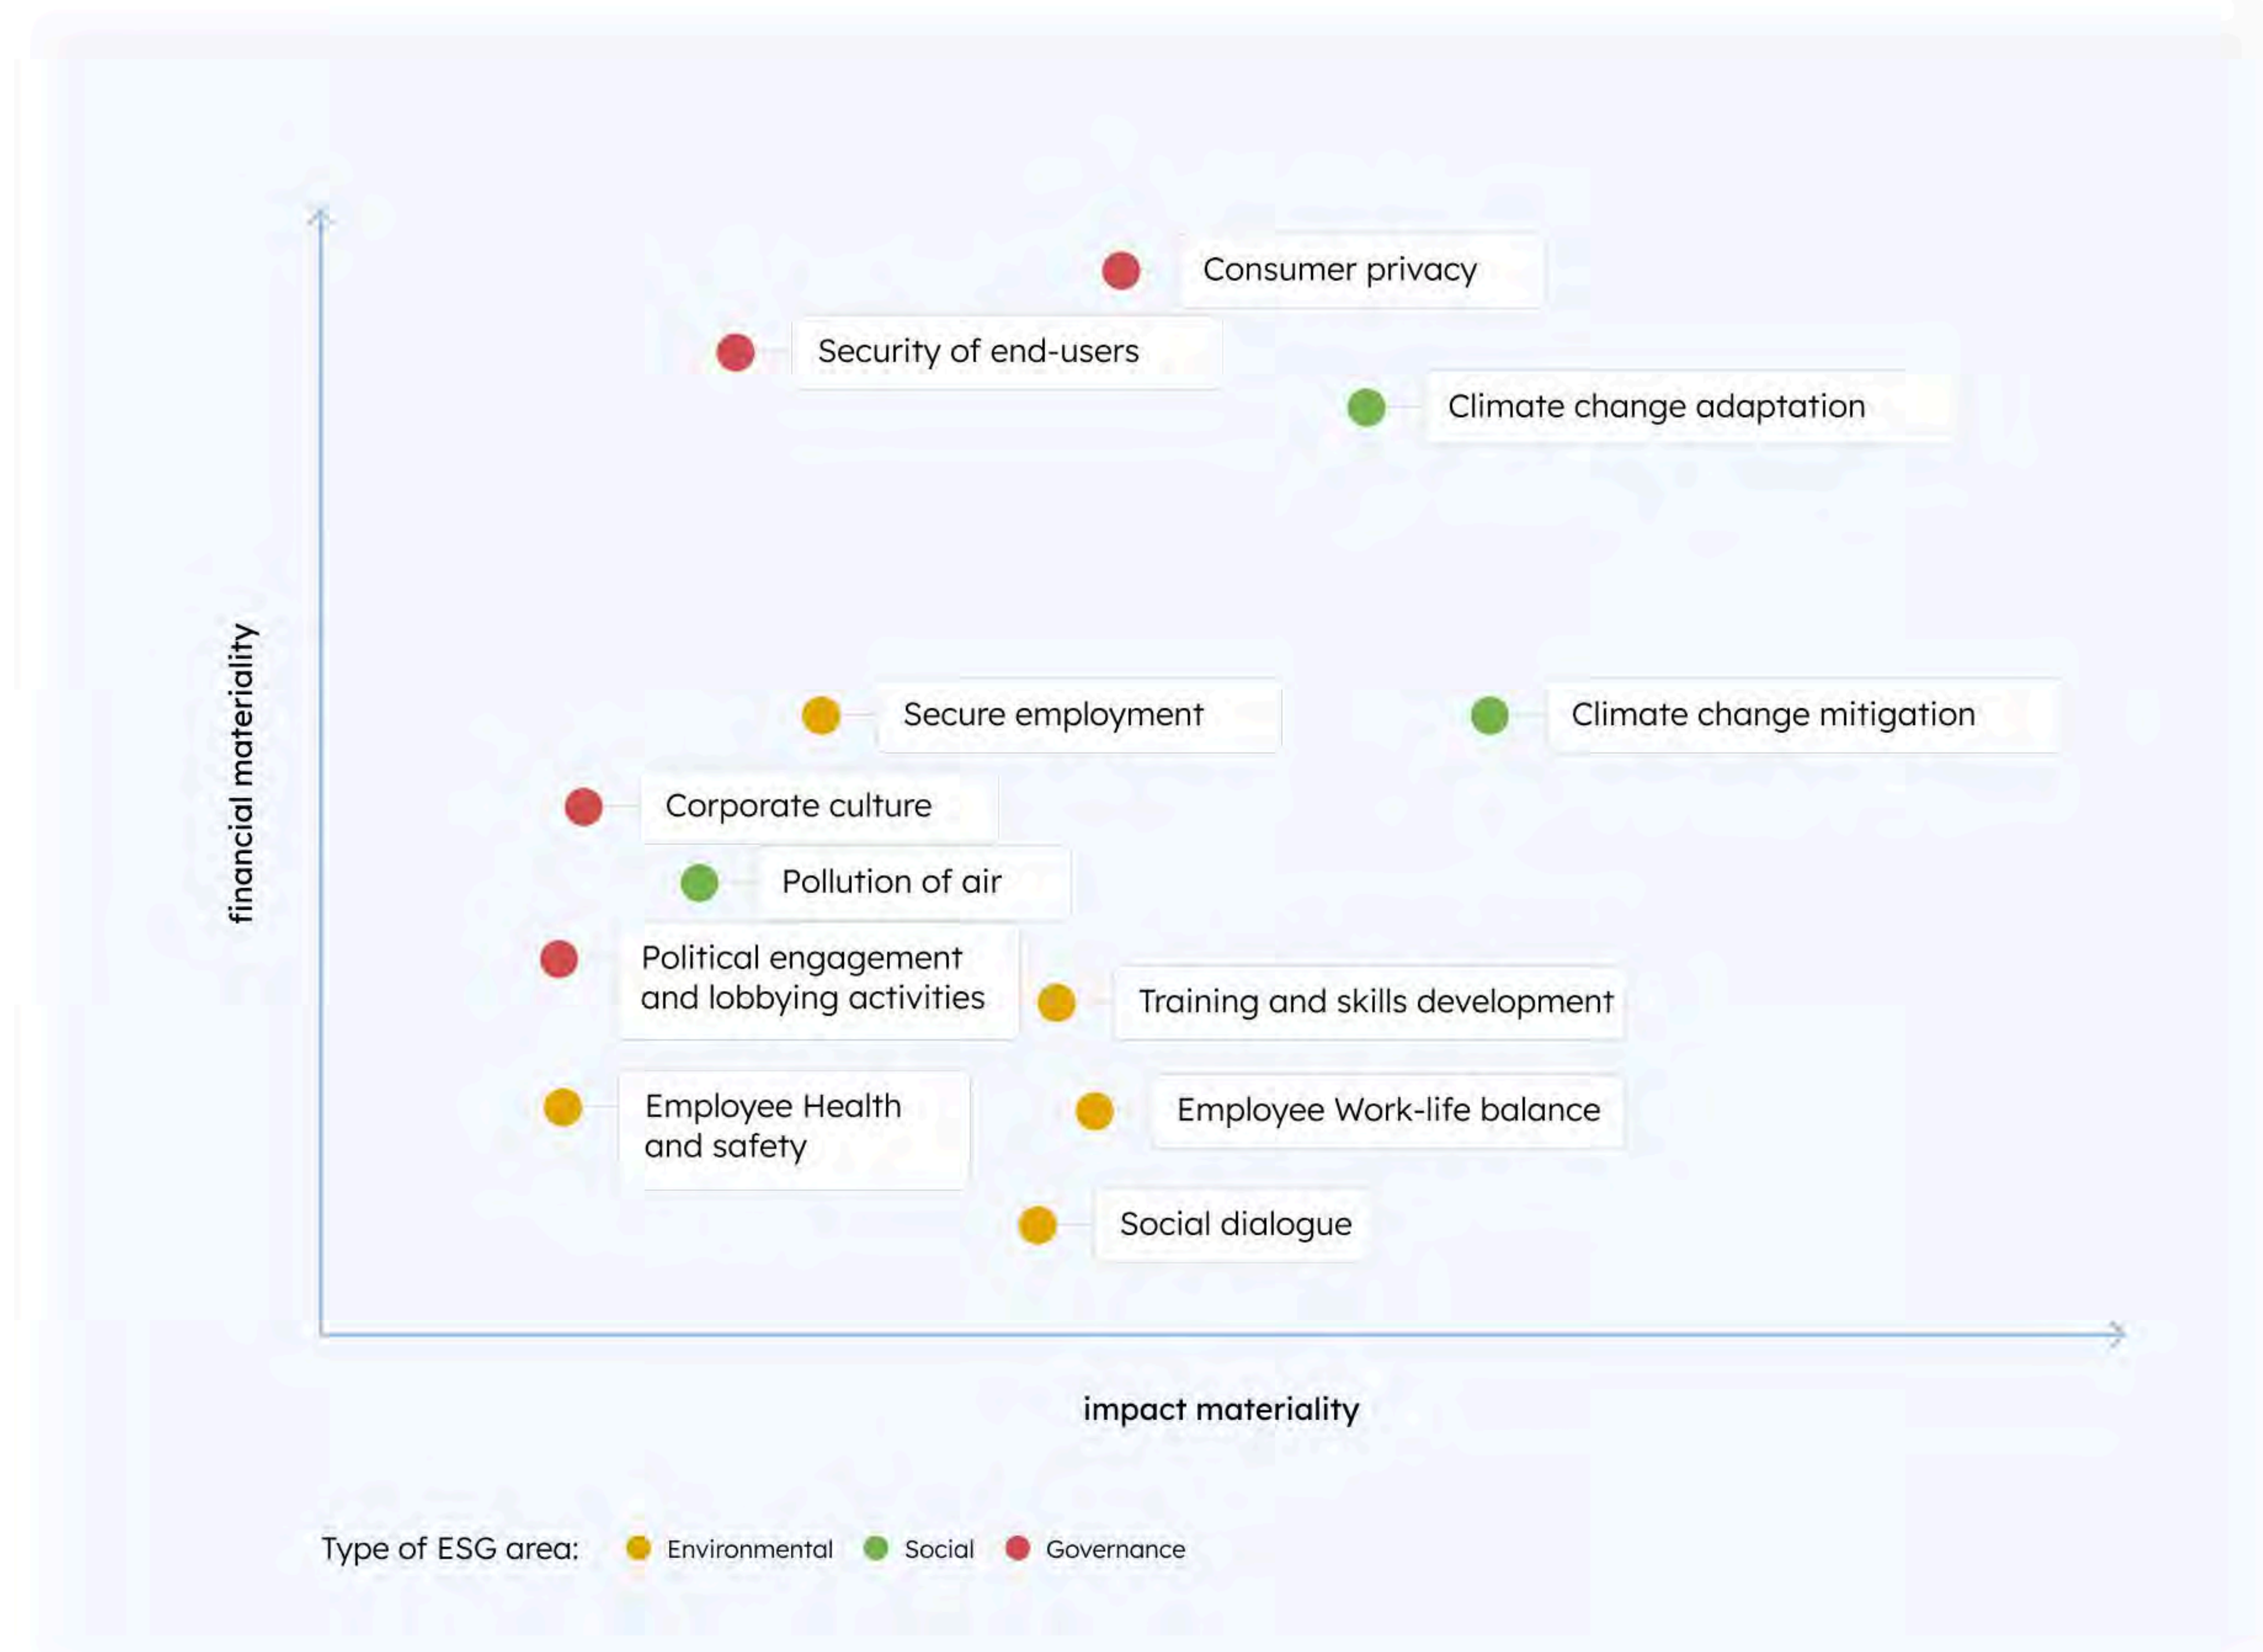 Consumer privacy
Security of end-users
Climate change adaptation
financial materiality
Secure employment
Climate change mitigation
Corporate culture
Pollution of air
Political engagement
and lobbying activities
Training and skills development
Employee Health
and safety
Employee Work-life balance
Social dialogue
impact materiality
Type of ESG area:
Environmental
Social
Governance